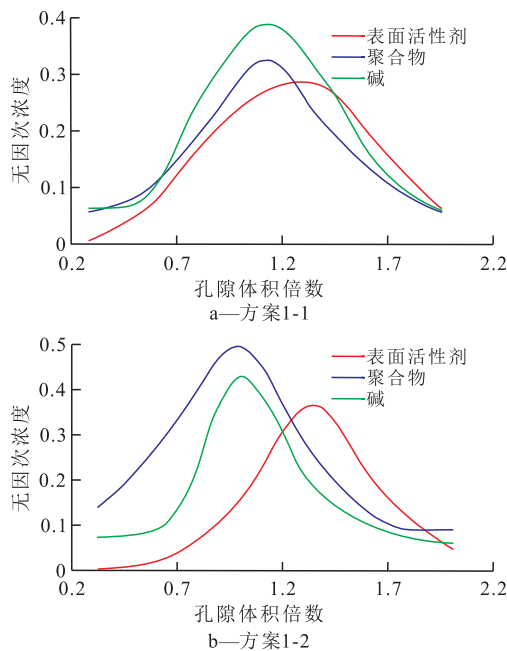 0.4
0.3
0.2
0.1
0
无因次浓度
表面活性剂
聚合物
碱
0.2 0.7 1.2 1.7 2.2
孔隙体积倍数
a—方案1-1
0.5
0.4
0.3
0.2
0.1
0
无因次浓度
表面活性剂
聚合物
碱
0.2 0.7 1.2 1.7 2.2
孔隙体积倍数
b—方案1-2